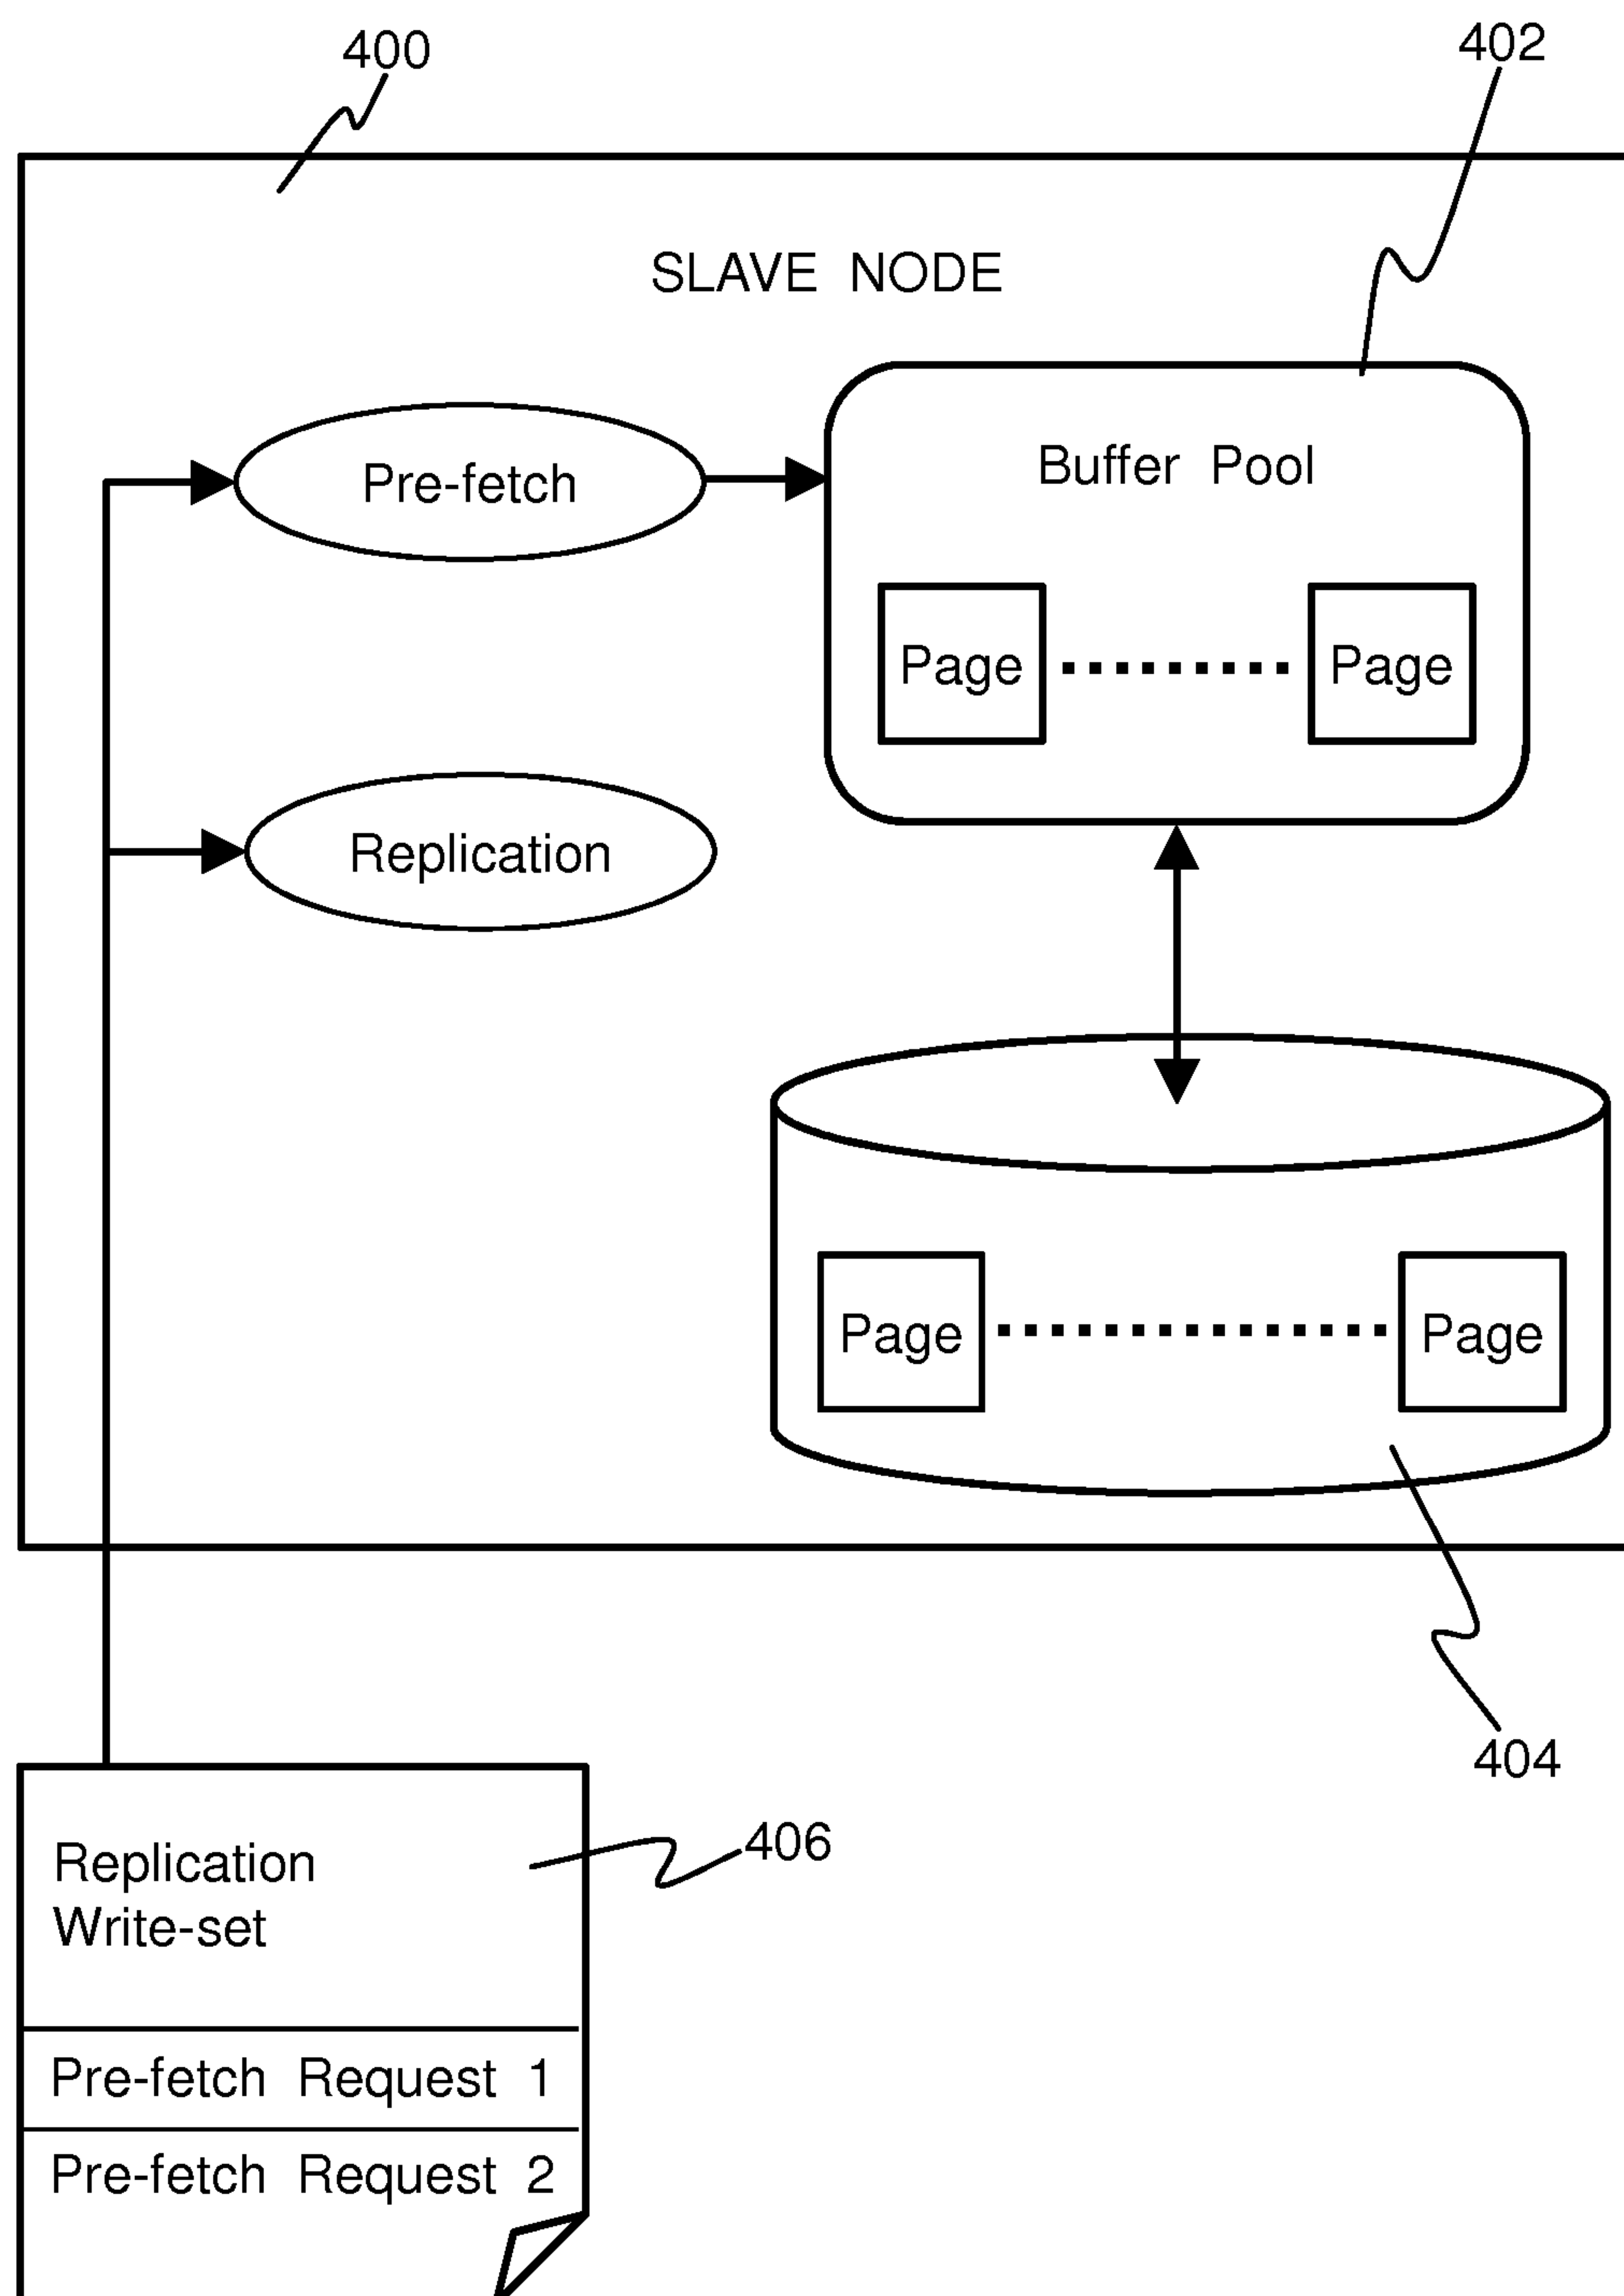 400
402
SLAVE NODE
Pre-fetch
Buffer Pool
Page
Page
Replication
Page
Page
404
406
Replication
Write-set
Pre-fetch Request 1
Pre-fetch Request 2